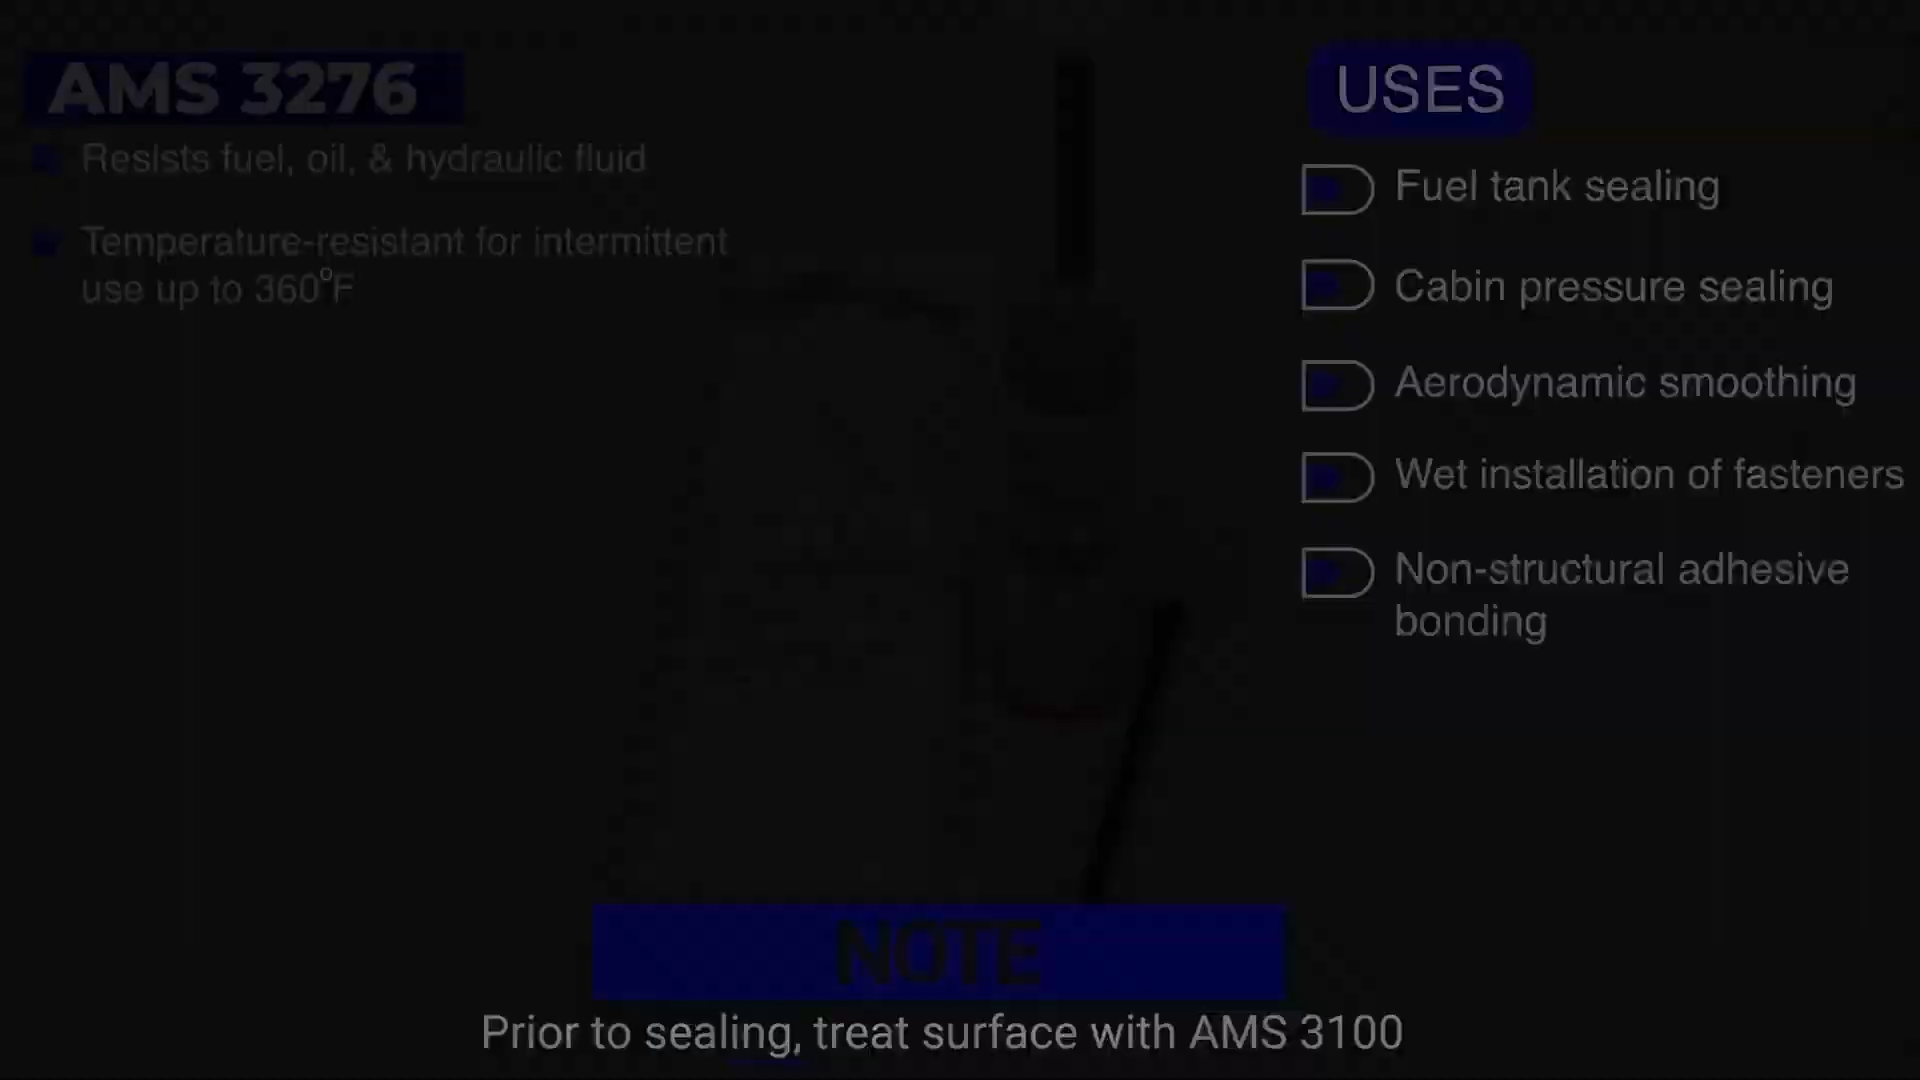 AMS 3276
Resists fuel, oil, & hydraulic fluid
Temperature-resistant for intermittent
use up to 360°F
USES
Fuel tank sealing
Cabin pressure sealing
Aerodynamic smoothing
Wet installation of fasteners
Non-structural adhesive
bonding
NOTE
Prior to sealing, treat surface with AMS 3100